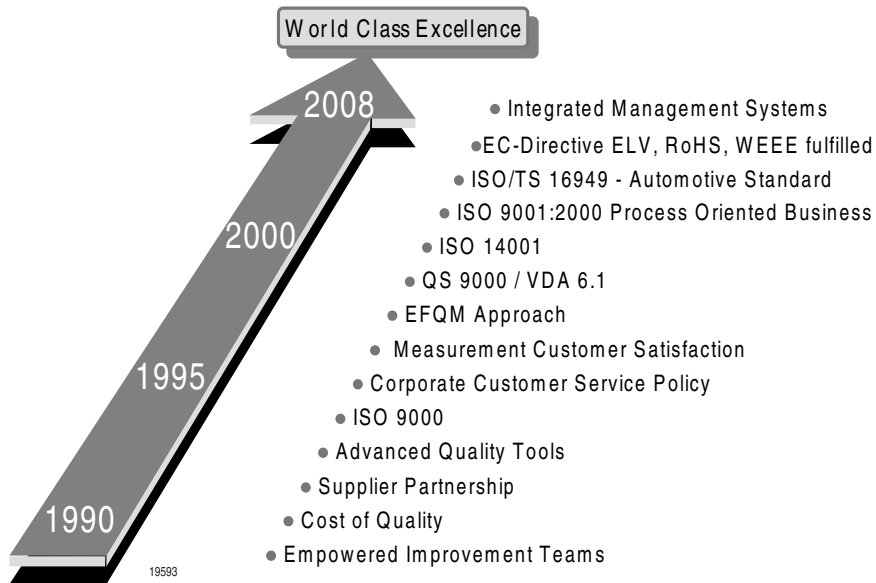 World Class Excellence
2008
Integrated Management Systems
EC-Directive ELV, RoHS, WEEE fulfilled
ISO/TS 16949 - Automotive Standard
ISO 9001:2000 Process Oriented Business
2000
ISO 14001
QS 9000 / VDA 6.1
EFQM Approach
Measurement Customer Satisfaction
1995
Corporate Customer Service Policy
ISO 9000
Advanced Quality Tools
Supplier Partnership
1990
Cost of Quality
Empowered Improvement Teams
19593